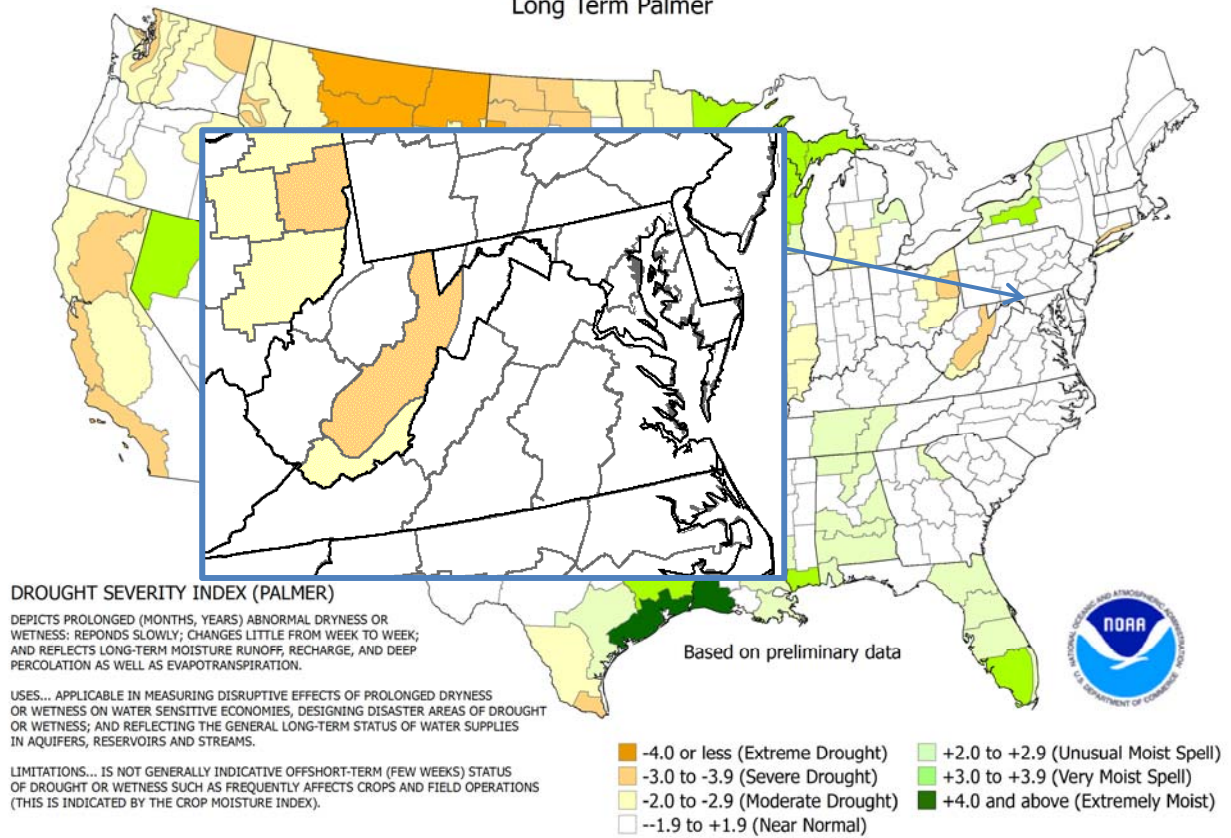 Long Term Palmer
DROUGHT SEVERITY INDEX (PALMER)
DEPICTS PROLONGED (MONTHS, YEARS) ABNORMAL DRYNESS OR
WETNESS: REPONDS SLOWLY; CHANGES LITTLE FROM WEEK TO WEEK;
AND REFLECTS LONG-TERM MOISTURE RUNOFF, RECHARGE, AND DEEP
PERCOLATION AS WELL AS EVAPOTRANSPIRATION.
USES... APPLICABLE IN MEASURING DISRUPTIVE EFFECTS OF PROLONGED DRYNESS
OR WETNESS ON WATER SENSITIVE ECONOMIES, DESIGNING DISASTER AREAS OF DROUGHT
OR WETNESS; AND REFLECTING THE GENERAL LONG-TERM STATUS OF WATER SUPPLIES
IN AQUIFERS, RESERVOIRS AND STREAMS.
LIMITATIONS... IS NOT GENERALLY INDICATIVE OFFSHORT-TERM (FEW WEEKS) STATUS
OF DROUGHT OR WETNESS SUCH AS FREQUENTLY AFFECTS CROPS AND FIELD OPERATIONS
(THIS IS INDICATED BY THE CROP MOISTURE INDEX).
Based on preliminary data
NATIONAL OCEANIC AND ATMOSPHERIC ADMINISTRATION
NOAA
U.S. DEPARTMENT OF COMMERCE
-4.0 or less (Extreme Drought)
-3.0 to -3.9 (Severe Drought)
-2.0 to -2.9 (Moderate Drought)
--1.9 to +1.9 (Near Normal)
+2.0 to +2.9 (Unusual Moist Spell)
+3.0 to +3.9 (Very Moist Spell)
+4.0 and above (Extremely Moist)